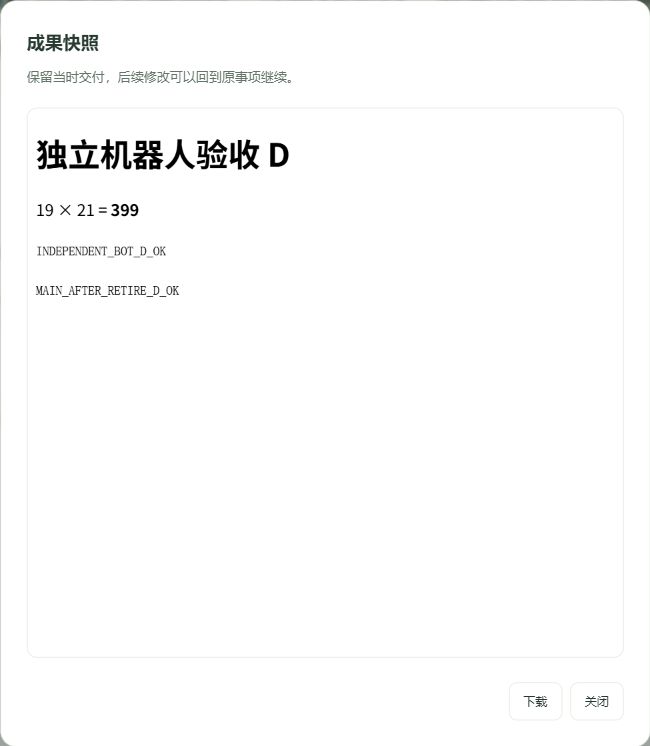 成果快照
保留当时交付，后续修改可以回到原事项继续。
独立机器人验收 D
19 × 21 = 399
INDEPENDENT_BOT_D_OK
MAIN_AFTER_RETIRE_D_OK
下载
关闭